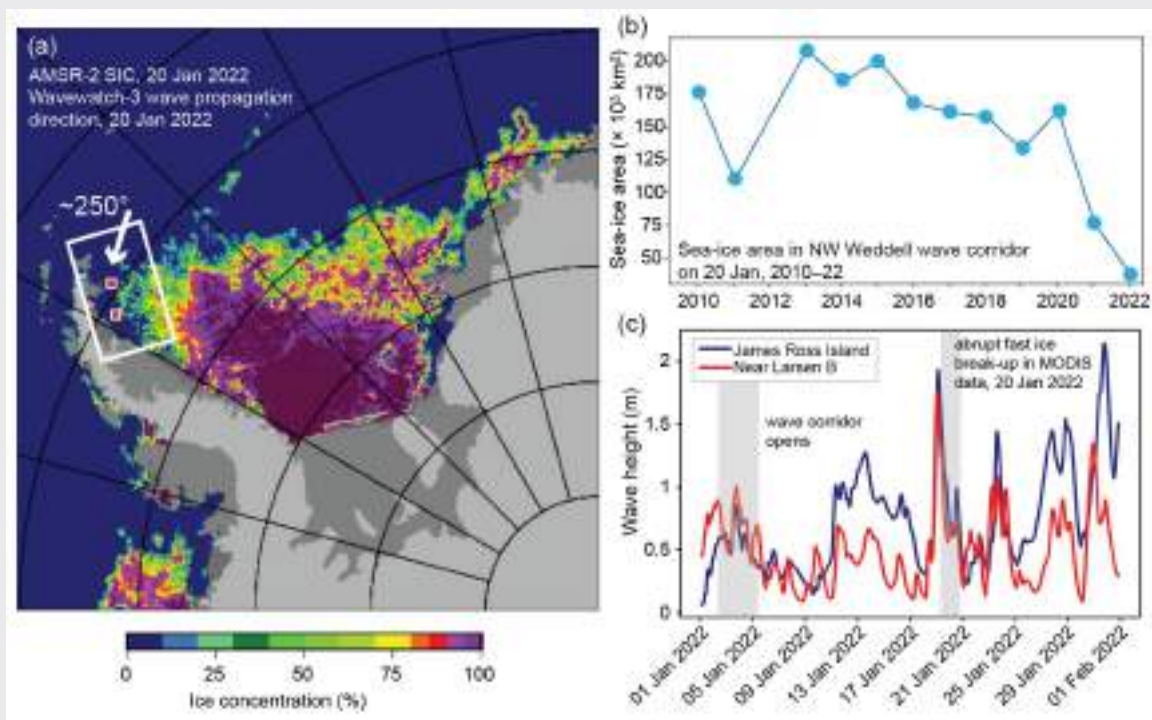 (a)
AMSR-2 SIC, 20 Jan 2022
Wavewatch-3 wave propagation
direction, 20 Jan 2022
~250°
0 25 50 75 100
Ice concentration (%)
(b)
Sea-ice area (× 10³ km²)
200
175
150
125
100
75
50
Sea-ice area in NW Weddell wave corridor
on 20 Jan, 2010–22
2010 2012 2013 2014 2016 2018 2020 2022
(c)
Wave height (m)
2
1.5
1
0.5
0
James Ross Island
Near Larsen B
wave corridor
opens
abrupt fast ice
break-up in MODIS
data, 20 Jan 2022
01 Jan 2022
05 Jan 2022
09 Jan 2022
13 Jan 2022
17 Jan 2022
21 Jan 2022
25 Jan 2022
29 Jan 2022
01 Feb 2022